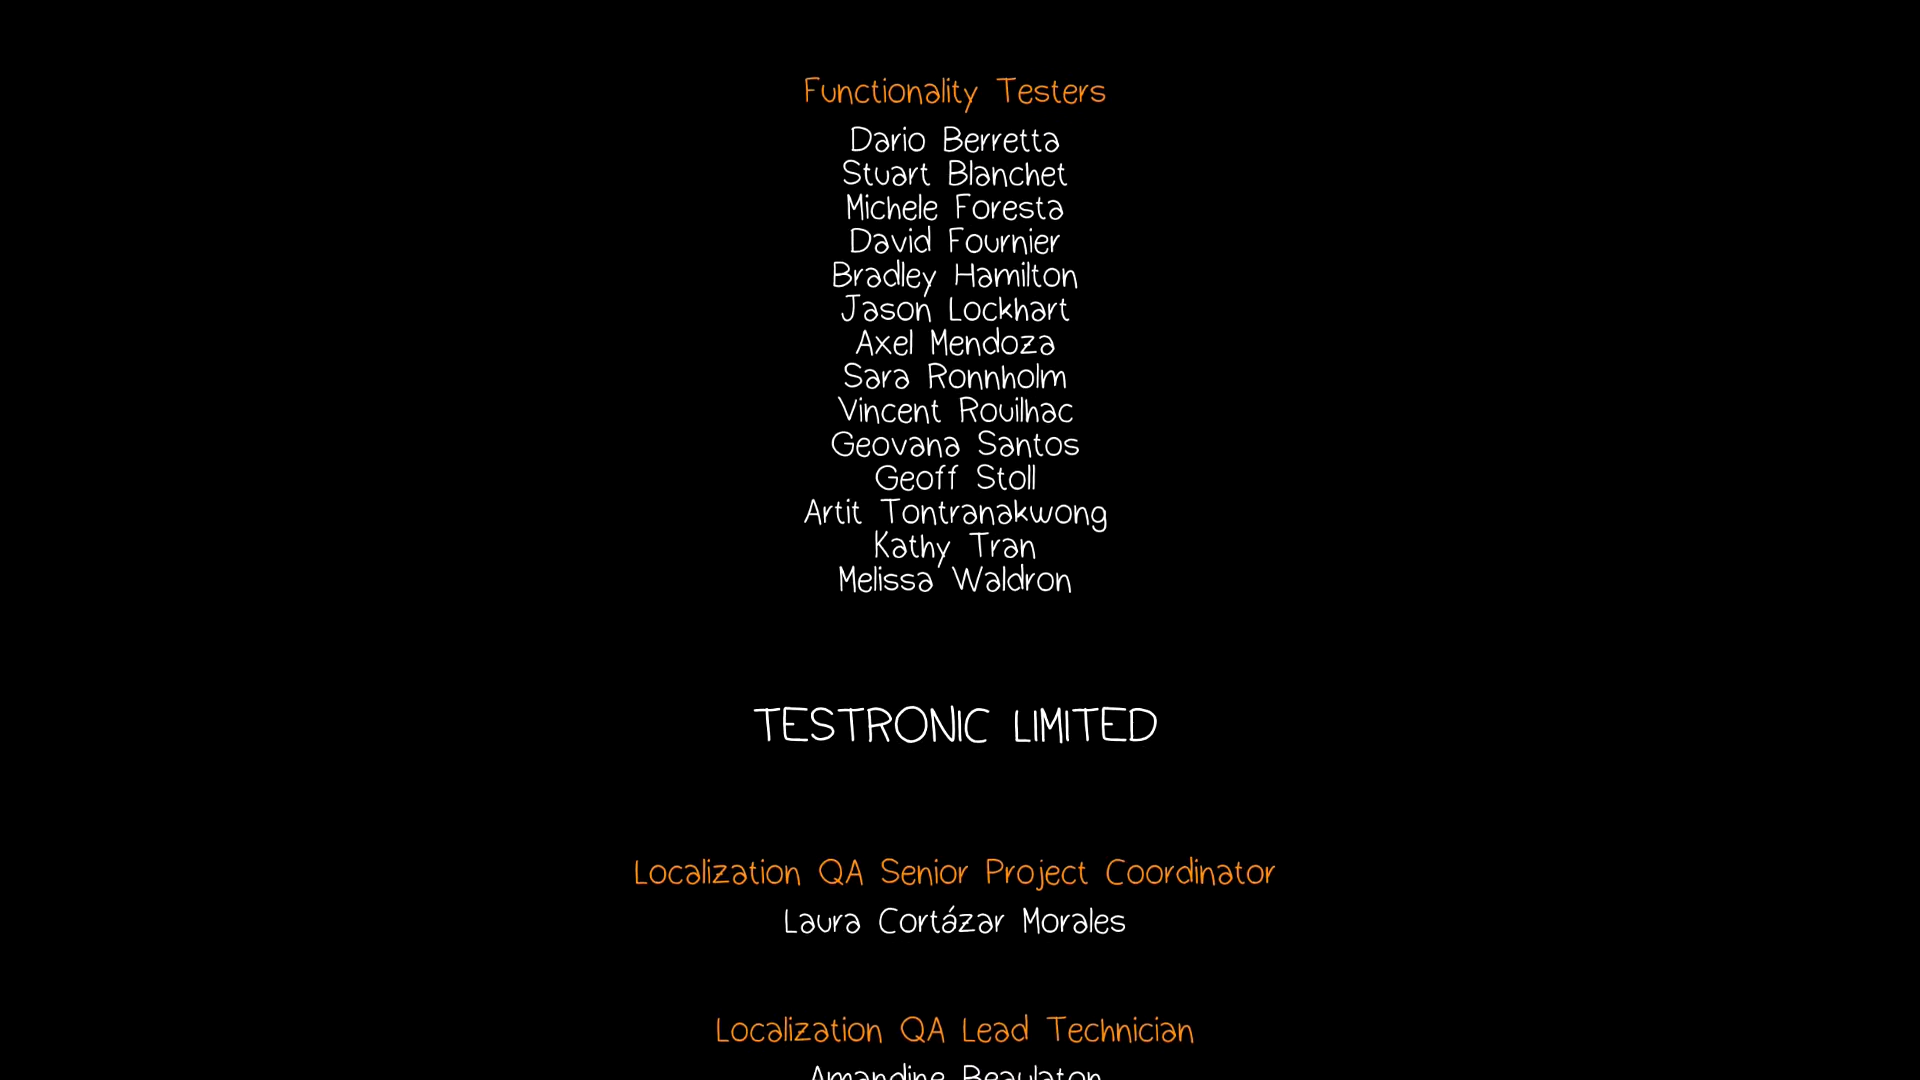 Functionality Testers
Dario Berretta
Stuart Blanchet
Michele Foresta
David Fournier
Bradley Hamilton
Jason Lockhart
Axel Mendoza
Sara Ronnholm
Vincent Rouilhac
Geovana Santos
Geoff Stoll
Artit Tontranakwong
Kathy Tran
Melissa Waldron
TESTRONIC LIMITED
Localization QA Senior Project Coordinator
Laura Cortázar Morales
Localization QA Lead Technician
Amandine Beaulaton